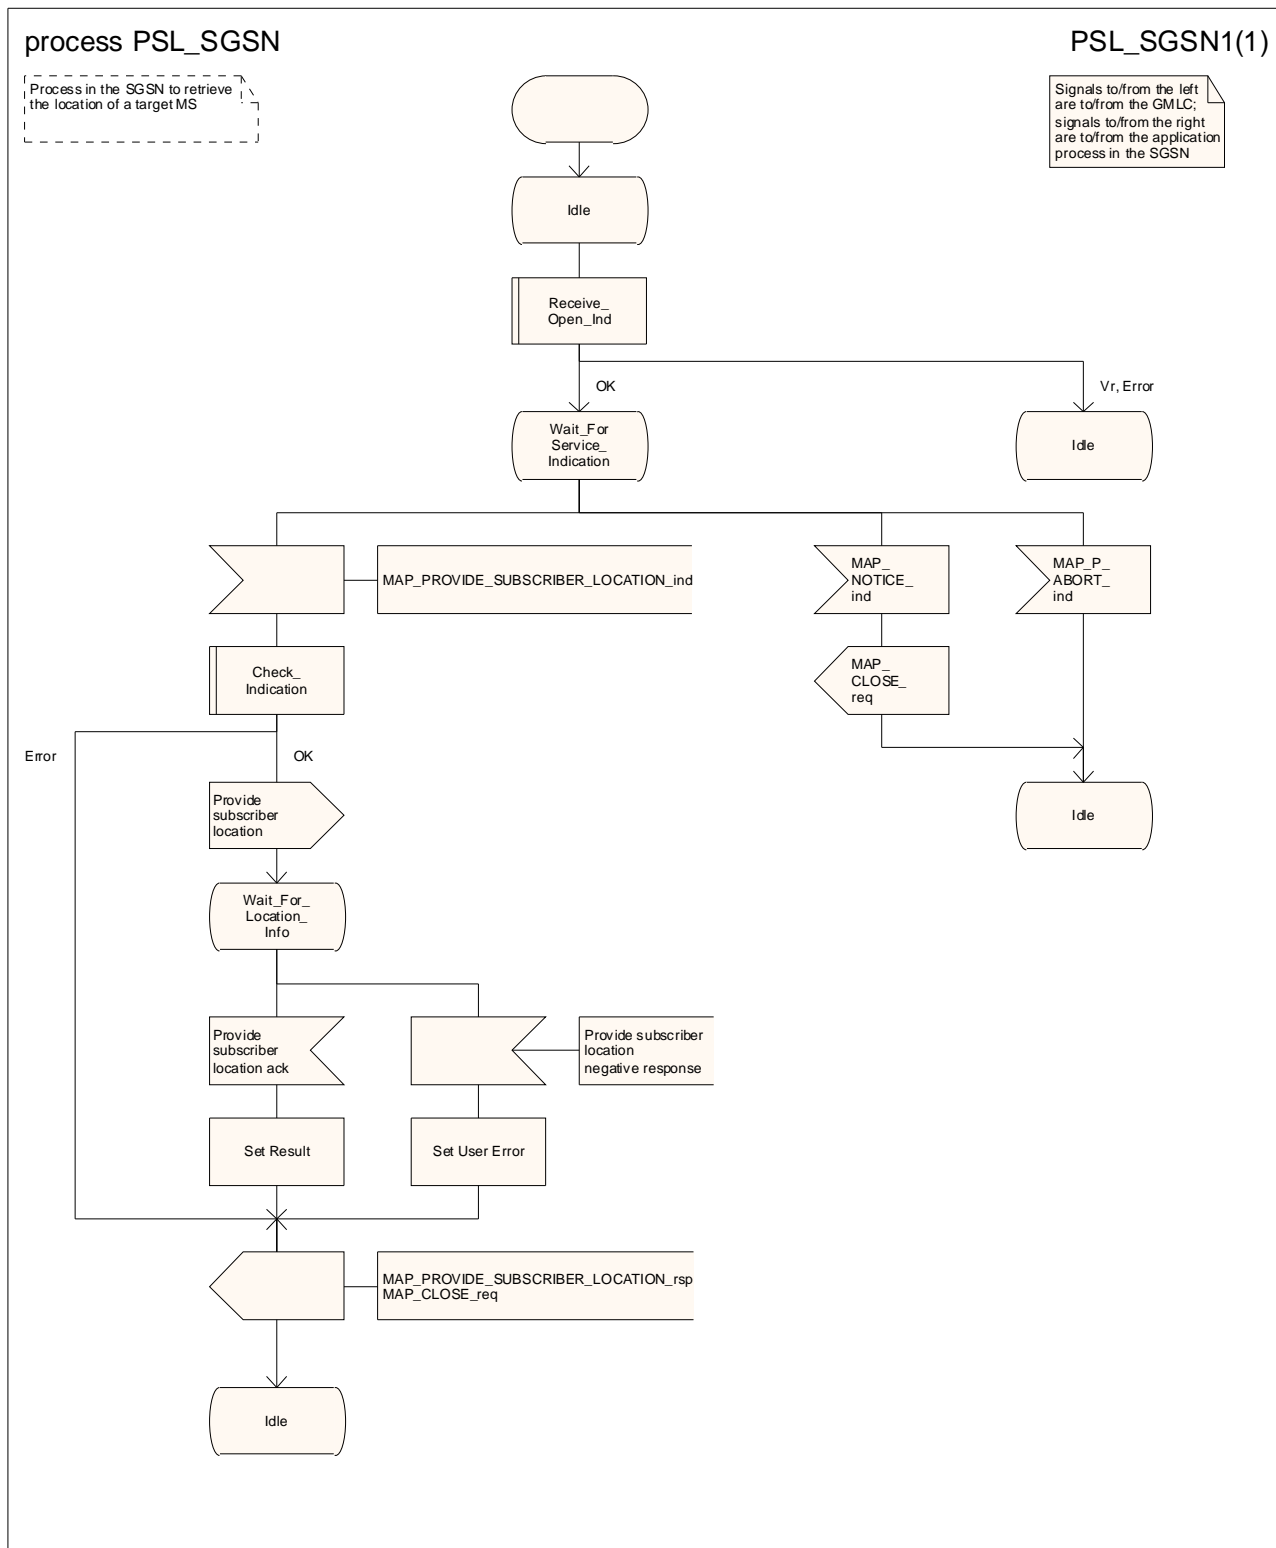 process PSL_SGSN
PSL_SGSN1(1)
Process in the SGSN to retrieve
the location of a target MS
Signals to/from the left
are to/from the GMLC;
signals to/from the right
are to/from the application
process in the SGSN
Idle
Receive_
Open_Ind
OK
Vr, Error
Wait_For
Service_
Indication
Idle
MAP_PROVIDE_SUBSCRIBER_LOCATION_ind
MAP_
NOTICE_
ind
MAP_P_
ABORT_
ind
Check_
Indication
MAP_
CLOSE_
req
Error
OK
Provide
subscriber
location
Idle
Wait_For_
Location_
Info
Provide
subscriber
location ack
Provide subscriber
location
negative response
Set Result
Set User Error
MAP_PROVIDE_SUBSCRIBER_LOCATION_rsp
MAP_CLOSE_req
Idle